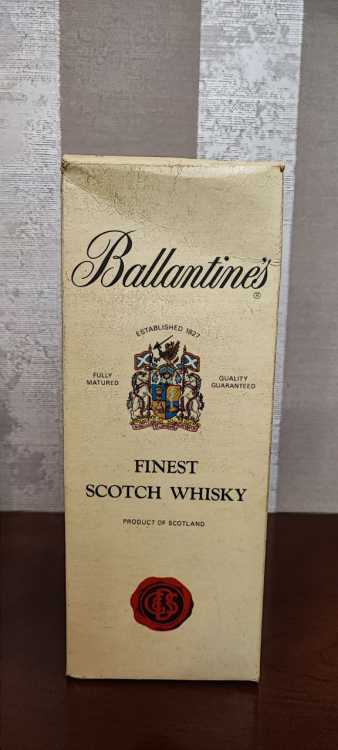 Ballantine's
®
ESTABLISHED 1827
FULLY
MATURED
QUALITY
GUARANTEED
FINEST
SCOTCH WHISKY
PRODUCT OF SCOTLAND